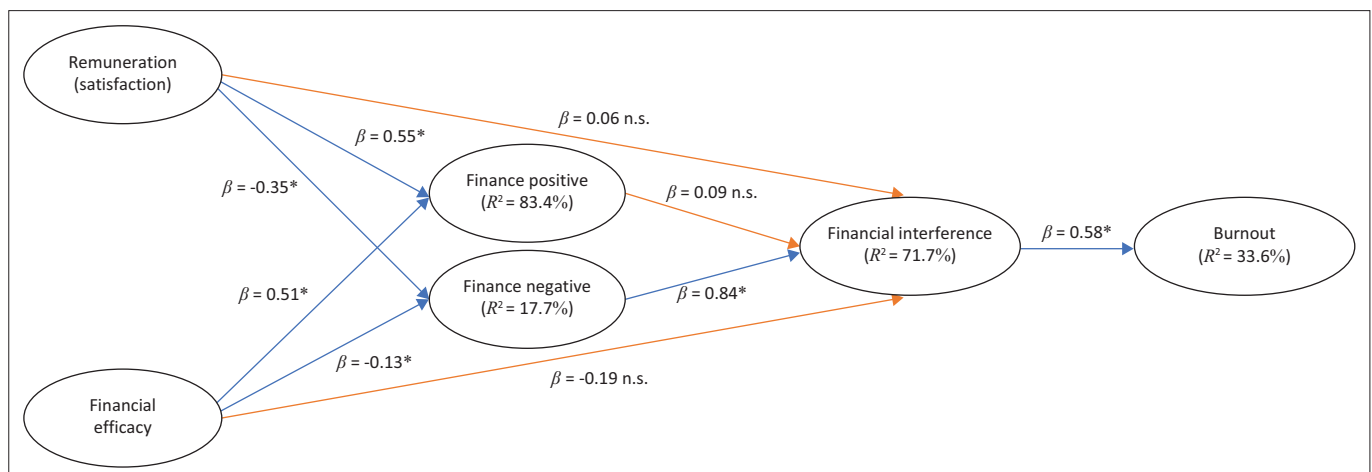 Remuneration
(satisfaction)
β = 0.06 n.s.
β = 0.55*
β = -0.35*
Finance positive
(R² = 83.4%)
β = 0.09 n.s.
Financial interference
(R² = 71.7%)
β = 0.58*
Burnout
(R² = 33.6%)
β = 0.51*
Finance negative
(R² = 17.7%)
β = 0.84*
β = -0.13*
β = -0.19 n.s.
Financial
efficacy